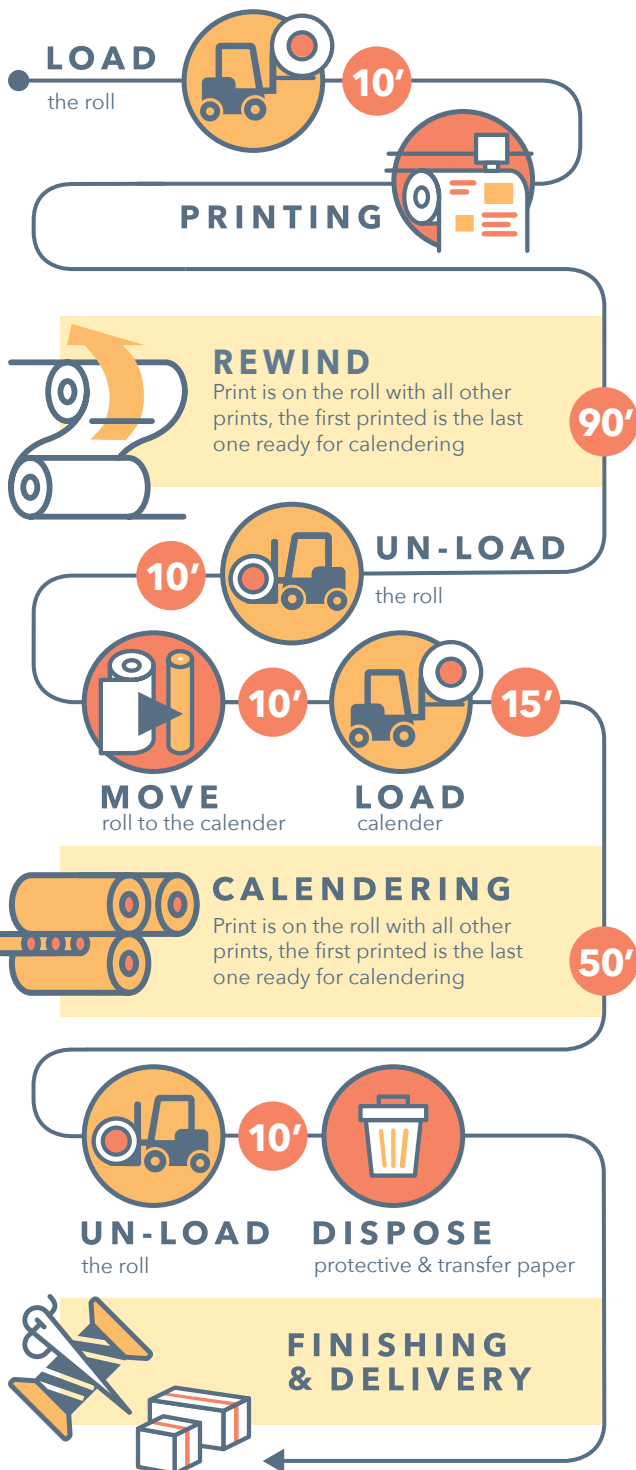 LOAD
the roll
10’
PRINTING
REWIND
Print is on the roll with all other
prints, the first printed is the last
one ready for calendering
90’
UN-LOAD
the roll
10’
10’
15’
MOVE
roll to the calender
LOAD
calender
CALENDERING
Print is on the roll with all other
prints, the first printed is the last
one ready for calendering
50’
10’
UN-LOAD
the roll
DISPOSE
protective & transfer paper
FINISHING
& DELIVERY